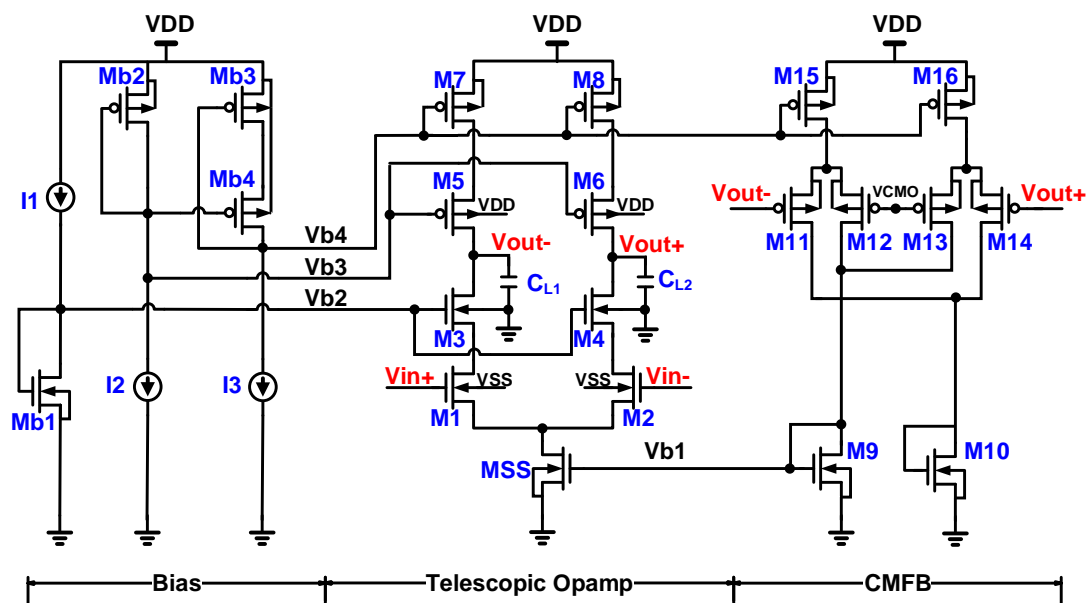 VDD VDD VDD
Mb2 Mb3 M7 M8 M15 M16
I1 Mb4 M5 M6
VDD VDD
Vout- VCMO Vout+
M11 M12 M13 M14
Vb4 Vout- Vout+
Vb3 CL1 CL2
Vb2
M3 M4
Mb1 I2 I3 Vin+ VSS VSS Vin-
M1 M2
MSS Vb1 M9 M10
Bias Telescopic Opamp CMFB